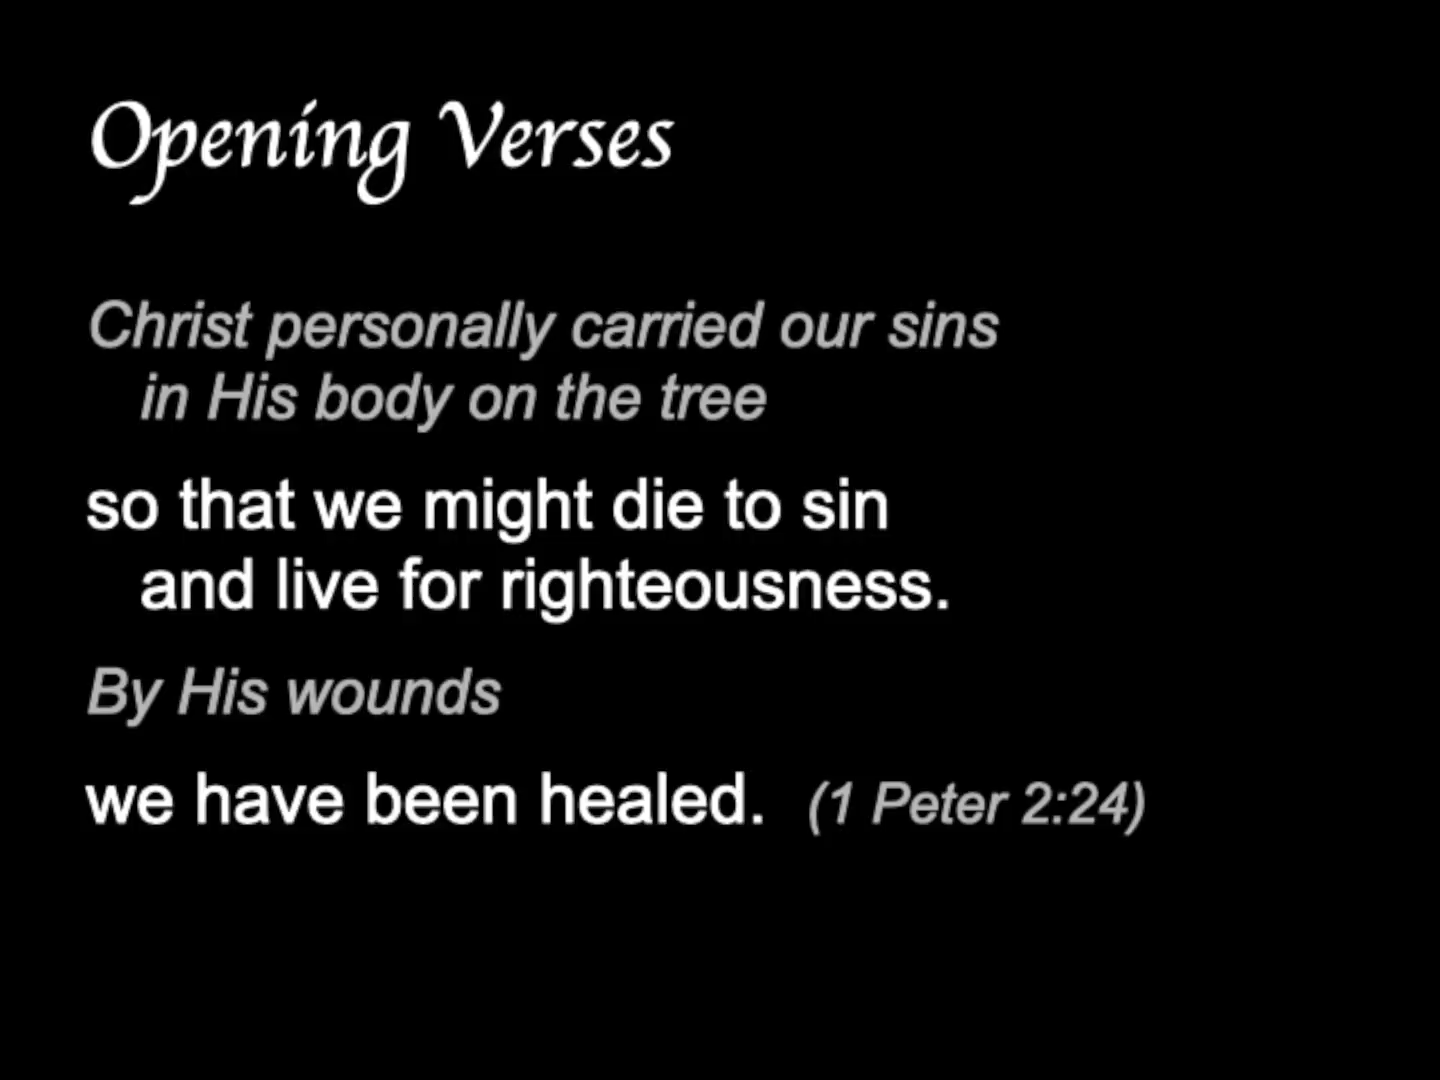 Opening Verses
Christ personally carried our sins
in His body on the tree
so that we might die to sin
and live for righteousness.
By His wounds
we have been healed. (1 Peter 2:24)